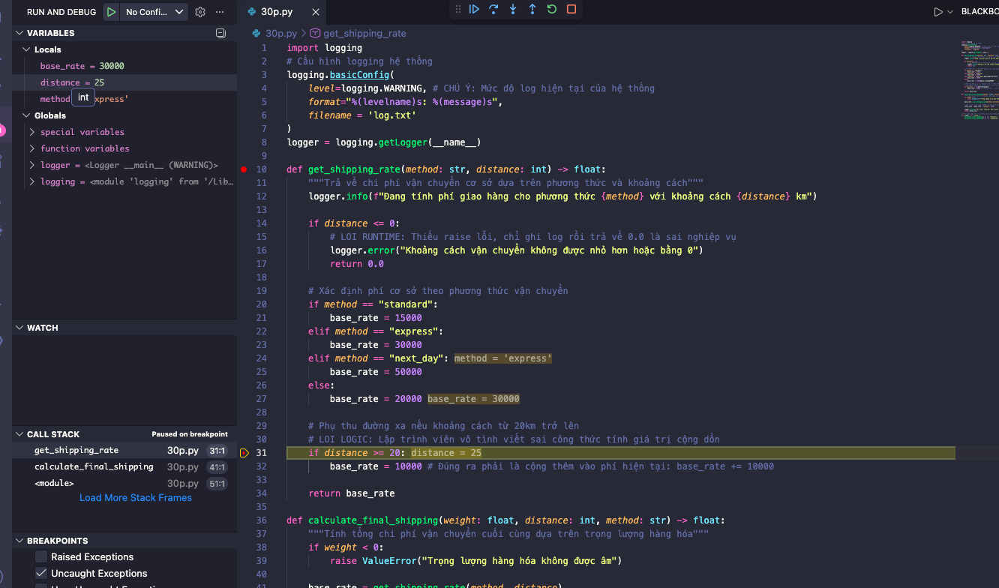 RUN AND DEBUG No Confi...
VARIABLES
Locals
base_rate = 30000
distance = 25
method
xpress'
int
Globals
special variables
function variables
logger = <Logger __main__ (WARNING)>
logging = <module 'logging' from '/Lib...
WATCH
CALL STACK Paused on breakpoint
get_shipping_rate 30p.py 31:1
calculate_final_shipping 30p.py 41:1
<module> 30p.py 51:1
Load More Stack Frames
BREAKPOINTS
Raised Exceptions
Uncaught Exceptions
30p.py
BLACKBO
30p.py > get_shipping_rate
1 import logging
2 # Cấu hình logging hệ thống
3 logging.basicConfig(
4 level=logging.WARNING, # CHÚ Ý: Mức độ log hiện tại của hệ thống
5 format="%(levelname)s: %(message)s",
6 filename = 'log.txt'
7 )
8 logger = logging.getLogger(__name__)
9
10 def get_shipping_rate(method: str, distance: int) -> float:
11 """Trả về chi phí vận chuyển cơ sở dựa trên phương thức và khoảng cách"""
12 logger.info(f"Đang tính phí giao hàng cho phương thức {method} với khoảng cách {distance} km")
13
14 if distance <= 0:
15 # LOI RUNTIME: Thiếu raise lỗi, chỉ ghi log rồi trả về 0.0 là sai nghiệp vụ
16 logger.error("Khoảng cách vận chuyển không được nhỏ hơn hoặc bằng 0")
17 return 0.0
18
19 # Xác định phí cơ sở theo phương thức vận chuyển
20 if method == "standard":
21 base_rate = 15000
22 elif method == "express":
23 base_rate = 30000
24 elif method == "next_day": method = 'express'
25 base_rate = 50000
26 else:
27 base_rate = 20000 base_rate = 30000
28
29 # Phụ thu đường xa nếu khoảng cách từ 20km trở lên
30 # LOI LOGIC: Lập trình viên vô tình viết sai công thức tính giá trị cộng dồn
31 if distance >= 20: distance = 25
32 base_rate = 10000 # Đúng ra phải là cộng thêm vào phí hiện tại: base_rate += 10000
33
34 return base_rate
35
36 def calculate_final_shipping(weight: float, distance: int, method: str) -> float:
37 """Tính tổng chi phí vận chuyển cuối cùng dựa trên trọng lượng hàng hóa"""
38 if weight < 0:
39 raise ValueError("Trọng lượng hàng hóa không được âm")
40
41 base_rate = get_shipping_rate(method, distance)